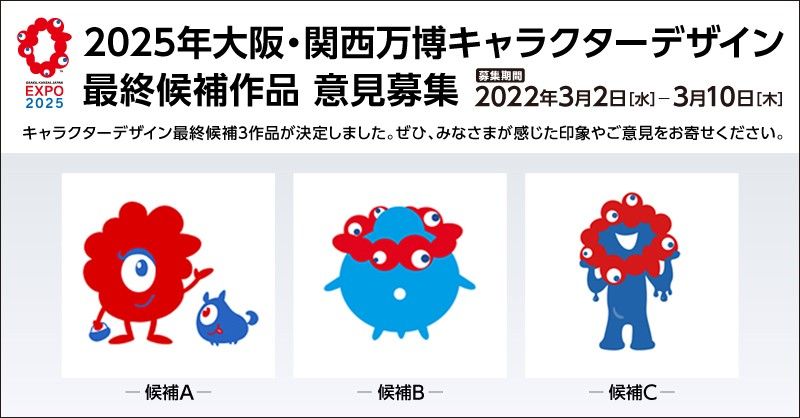 2025年大阪・関西万博キャラクターデザイン
最終候補作品 意見募集 募集期間 2022年3月2日[水]－3月10日[木]
OSAKA, KANSAI, JAPAN
EXPO
2025
キャラクターデザイン最終候補3作品が決定しました。ぜひ、みなさまが感じた印象やご意見をお寄せください。
― 候補A ―
― 候補B ―
― 候補C ―